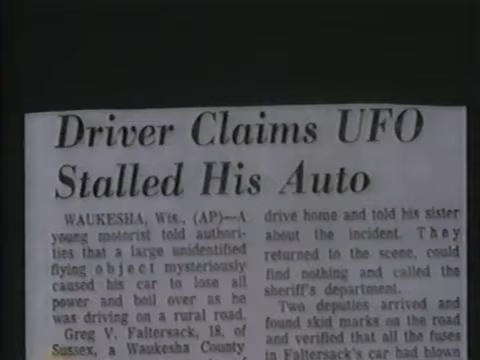 Driver Claims UFO
Stalled His Auto
WAUKESHA, Wis., (AP)—A
young motorist told authori-
ties that a large unidentified
flying object mysteriously
caused his car to lose all
power and boil over as he
was driving on a rural road.
Greg V. Faltersack, 18, of
Sussex, a Waukesha County
drive home and told his sister
about the incident. They
returned to the scene, could
find nothing and called the
sheriff's department.
Two deputies arrived and
found skid marks on the road
and verified that all the fuses
in Faltersack's car had blown